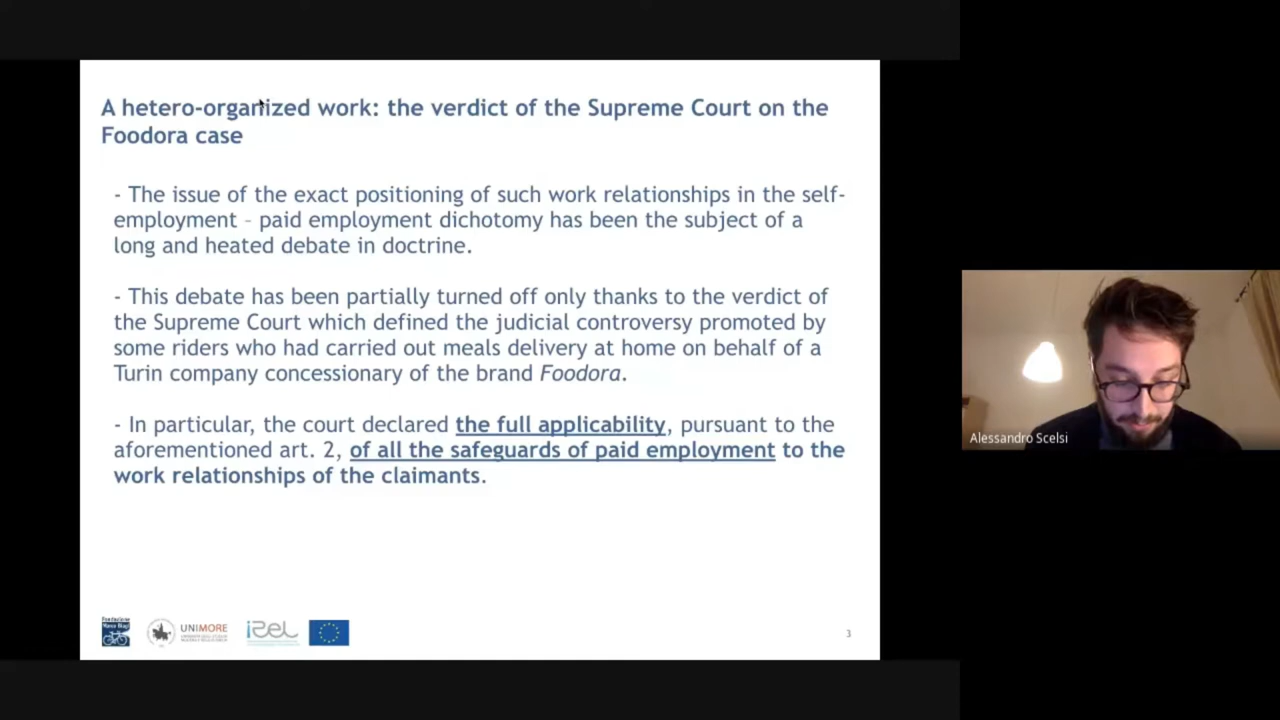 A hetero-organized work: the verdict of the Supreme Court on the
Foodora case
- The issue of the exact positioning of such work relationships in the self-
employment – paid employment dichotomy has been the subject of a
long and heated debate in doctrine.
- This debate has been partially turned off only thanks to the verdict of
the Supreme Court which defined the judicial controversy promoted by
some riders who had carried out meals delivery at home on behalf of a
Turin company concessionary of the brand Foodora.
- In particular, the court declared the full applicability, pursuant to the
aforementioned art. 2, of all the safeguards of paid employment to the
work relationships of the claimants.
Alessandro Scelsi
Fondazione
Marco Biagi
UNIMORE
3